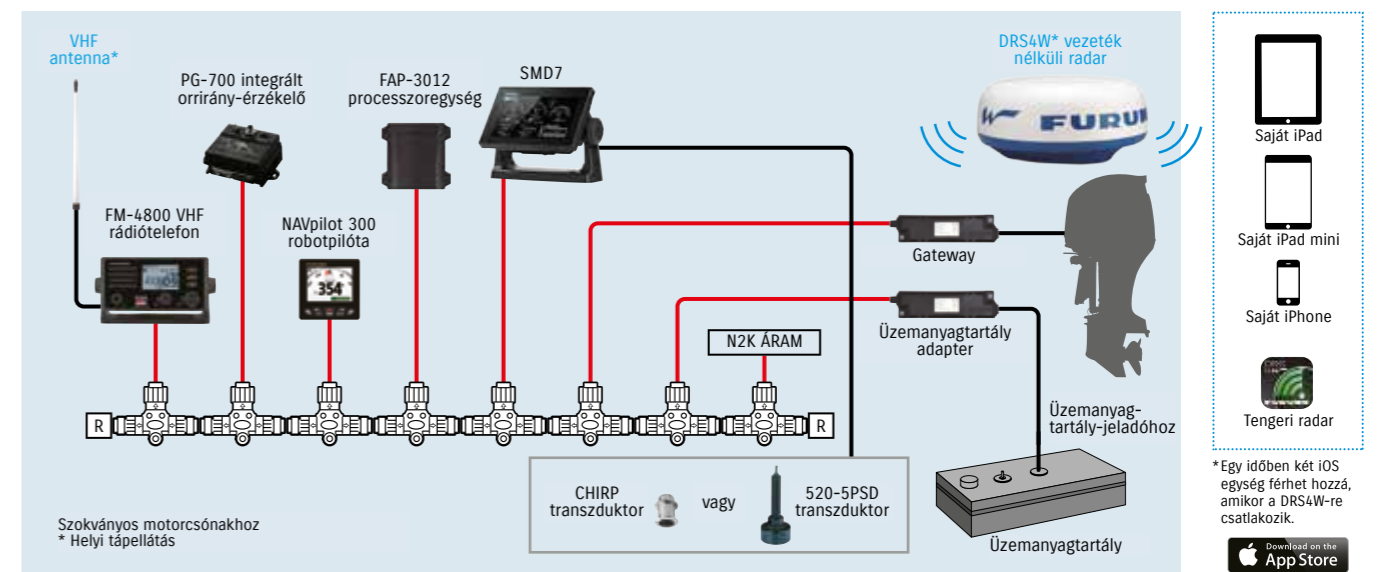 VHF
antenna*
PG-700 integrált
orrirány-érzékelő
FAP-3012
processzoregység
SMD7
DRS4W* vezeték
nélküli radar
FURUN
FM-4800 VHF
rádiótelefon
NAVpilot 300
robotpilóta
354°
Gateway
Üzemanyagtartály
adapter
N2K ÁRAM
R
R
Üzemanyag-
tartály-jeladóhoz
CHIRP
transzduktor
vagy
520-5PSD
transzduktor
Üzemanyagtartály
Szokványos motorcsónakhoz
* Helyi tápellátás
Saját iPad
Saját iPad mini
Saját iPhone
Tengeri radar
*Egy időben két iOS
egység férhet hozzá,
amikor a DRS4W-re
csatlakozik.
Download on the
App Store